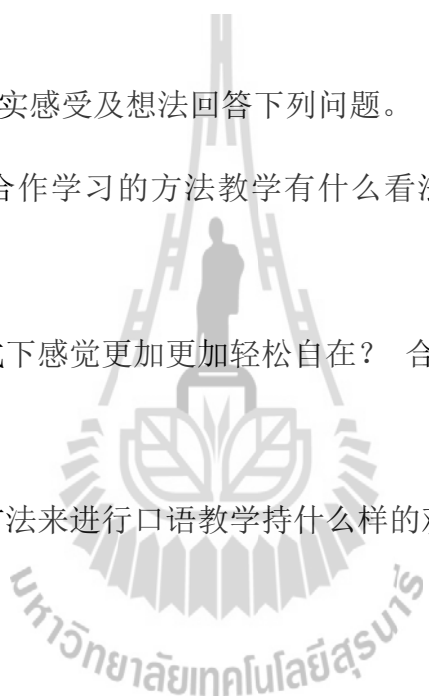 实感受及想法回答下列问题。
合作学习的方法教学有什么看法
下感觉更加更加轻松自在？ 合
法来进行口语教学持什么样的
มหาวิทยาลัยเทคโนโลยีสุรนารี